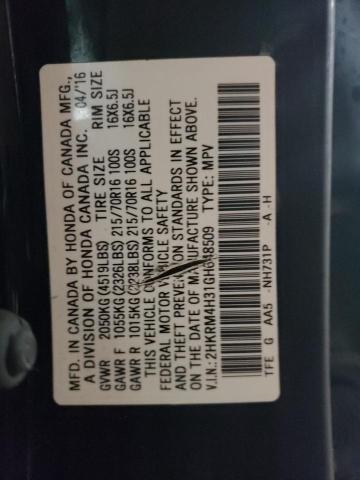 MFD. IN CANADA BY HONDA OF CANADA MFG.,
A DIVISION OF HONDA CANADA INC. 04/'16
GVWR 2050KG(4519LBS) TIRE SIZE RIM SIZE
GAWR F 1055KG(2326LBS) 215/70R16 100S 16X6.5J
GAWR R 1015KG(2238LBS) 215/70R16 100S 16X6.5J
THIS VEHICLE CONFORMS TO ALL APPLICABLE
FEDERAL MOTOR VEHICLE SAFETY
AND THEFT PREVENTION STANDARDS IN EFFECT
ON THE DATE OF MANUFACTURE SHOWN ABOVE.
V.I.N.: TYPE: MPV
TFE G AA5 -NH731P -A -H